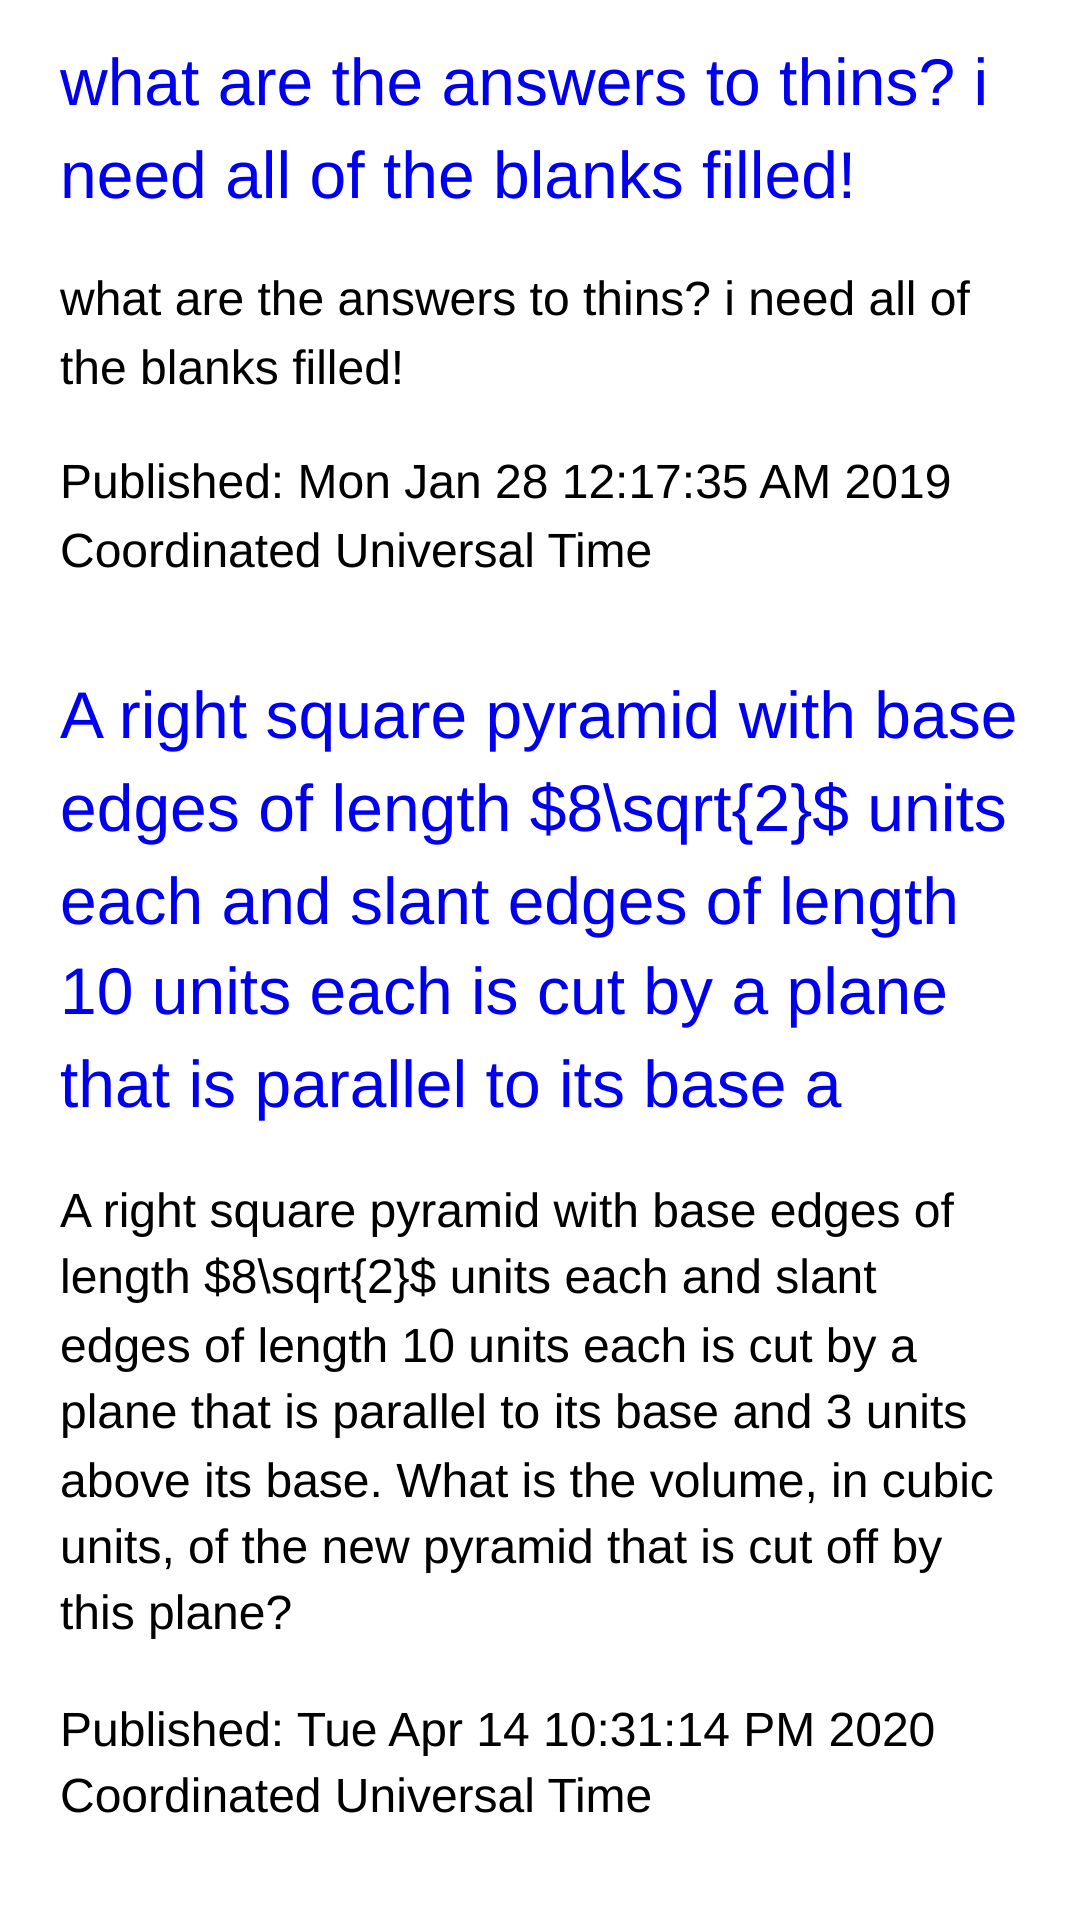 what are the answers to thins? i
need all of the blanks filled!
what are the answers to thins? i need all of
the blanks filled!
Published: Mon Jan 28 12:17:35 AM 2019
Coordinated Universal Time
A right square pyramid with base
edges of length $8\sqrt{2}$ units
each and slant edges of length
10 units each is cut by a plane
that is parallel to its base a
A right square pyramid with base edges of
length $8\sqrt{2}$ units each and slant
edges of length 10 units each is cut by a
plane that is parallel to its base and 3 units
above its base. What is the volume, in cubic
units, of the new pyramid that is cut off by
this plane?
Published: Tue Apr 14 10:31:14 PM 2020
Coordinated Universal Time